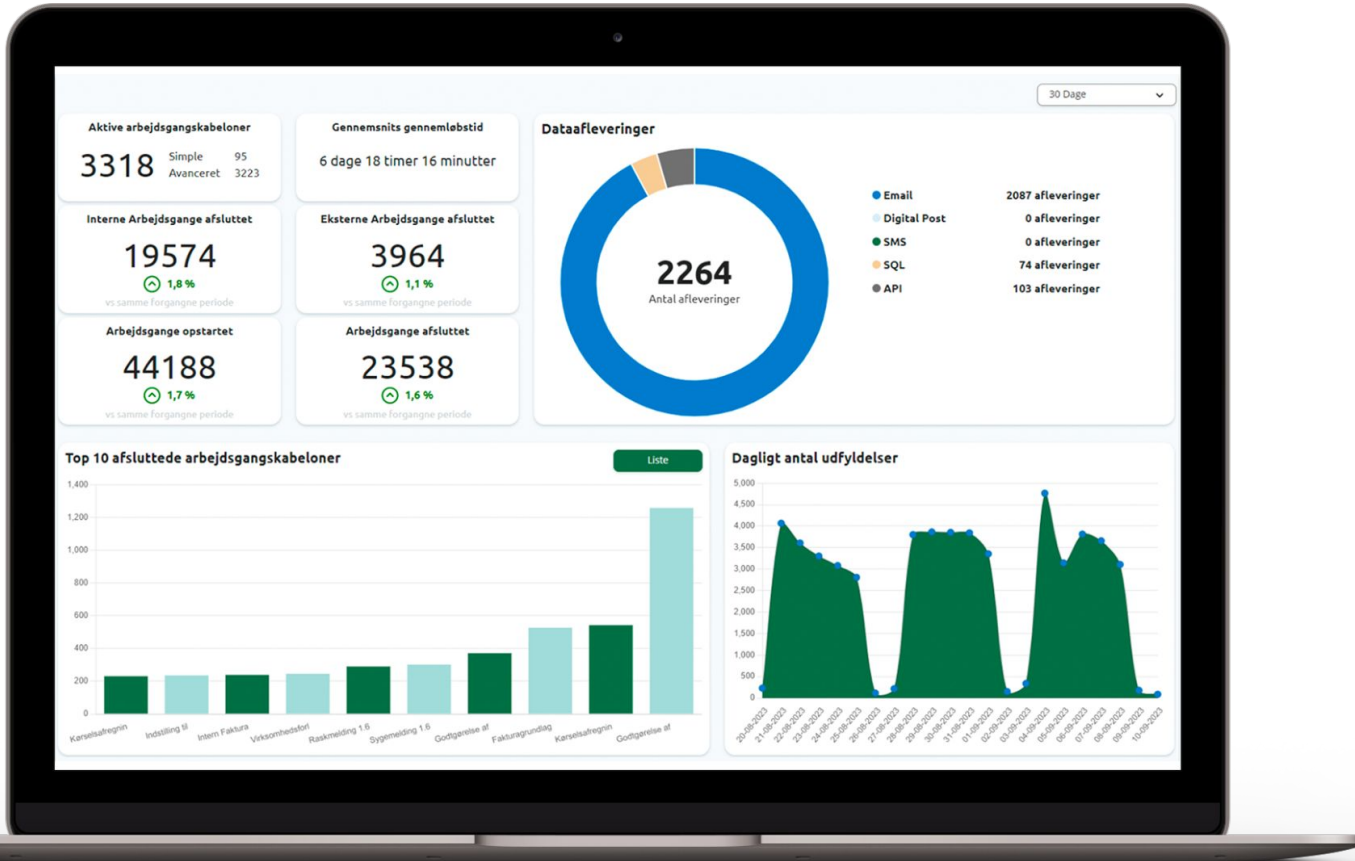 30 Dage
Aktive arbejdsgangskabeloner
3318
Simple 95
Avanceret 3223
Gennemsnits gennemløbstid
6 dage 18 timer 16 minutter
Interne Arbejdsgange afsluttet
19574
1,8 %
vs samme forgangne periode
Eksterne Arbejdsgange afsluttet
3964
1,1 %
vs samme forgangne periode
Arbejdsgange opstartet
44188
1,7 %
vs samme forgangne periode
Arbejdsgange afsluttet
23538
1,6 %
vs samme forgangne periode
Dataafleveringer
2264
Antal afleveringer
Email 2087 afleveringer
Digital Post 0 afleveringer
SMS 0 afleveringer
SQL 74 afleveringer
API 103 afleveringer
Top 10 afsluttede arbejdsgangskabeloner
Liste
1,400
1,200
1,000
800
600
400
200
0
Kørselsafregnin
Indstilling til
Intern Faktura
Virksomhedsforl
Raskmelding 1.6
Sygemelding 1.6
Godtgørelse af
Fakturagrundlag
Kørselsafregnin
Godtgørelse af
Dagligt antal udfyldelser
5,000
4,500
4,000
3,500
3,000
2,500
2,000
1,500
1,000
500
0
20-08-2023
21-08-2023
22-08-2023
23-08-2023
24-08-2023
25-08-2023
26-08-2023
27-08-2023
28-08-2023
29-08-2023
30-08-2023
31-08-2023
01-09-2023
02-09-2023
03-09-2023
04-09-2023
05-09-2023
06-09-2023
07-09-2023
08-09-2023
09-09-2023
10-09-2023